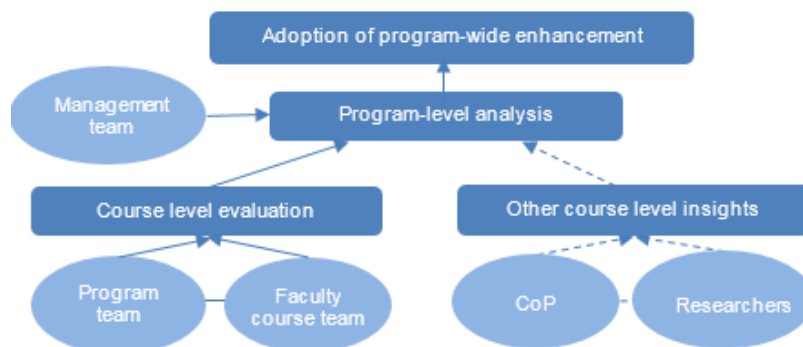 Adoption of program-wide enhancement
Management
team
Program-level analysis
Course level evaluation
Other course level insights
Program
team
Faculty
course team
CoP
Researchers